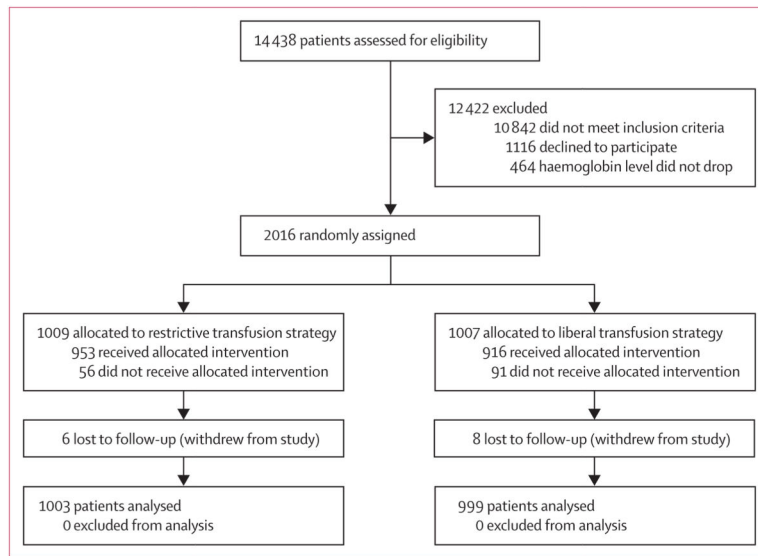 14 438 patients assessed for eligibility
12 422 excluded
10 842 did not meet inclusion criteria
1116 declined to participate
464 haemoglobin level did not drop
2016 randomly assigned
1009 allocated to restrictive transfusion strategy
953 received allocated intervention
56 did not receive allocated intervention
1007 allocated to liberal transfusion strategy
916 received allocated intervention
91 did not receive allocated intervention
6 lost to follow-up (withdrew from study)
8 lost to follow-up (withdrew from study)
1003 patients analysed
0 excluded from analysis
999 patients analysed
0 excluded from analysis